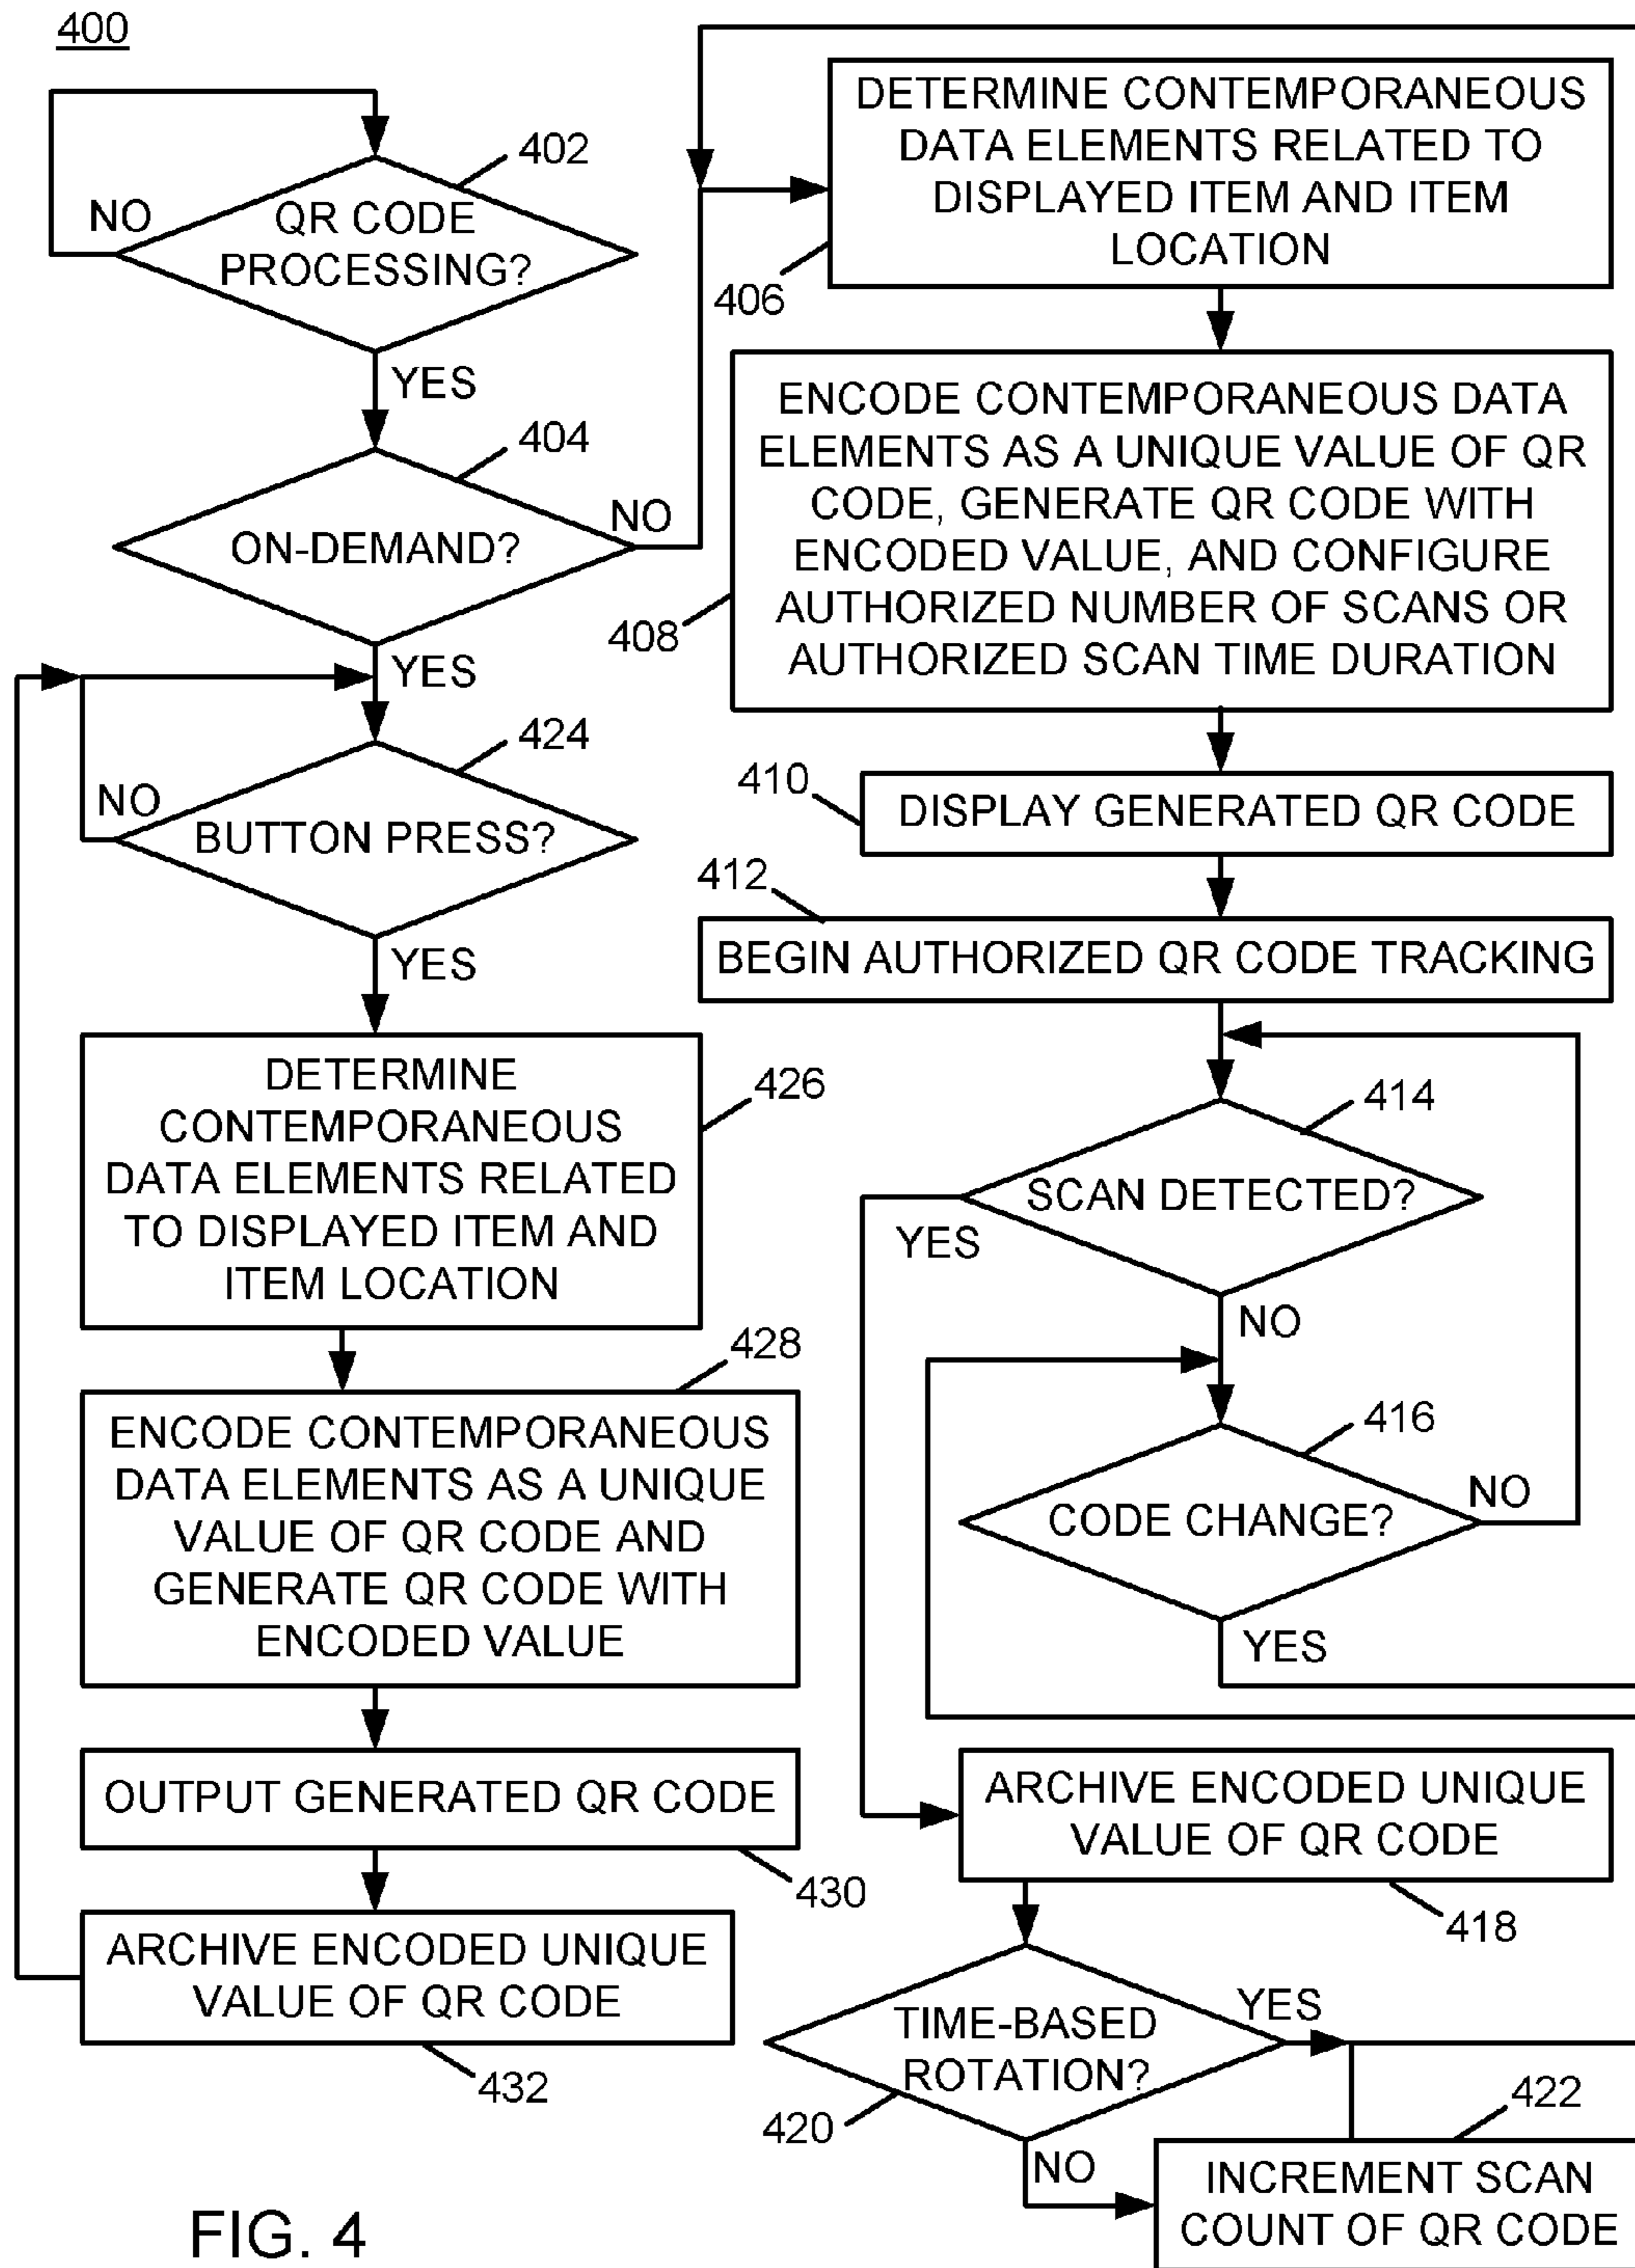 400
402
NO
QR CODE
PROCESSING?
YES
404
ON-DEMAND?
NO
YES
424
NO
BUTTON PRESS?
YES
DETERMINE
CONTEMPORANEOUS
DATA ELEMENTS RELATED
TO DISPLAYED ITEM AND
ITEM LOCATION
426
428
ENCODE CONTEMPORANEOUS
DATA ELEMENTS AS A UNIQUE
VALUE OF QR CODE AND
GENERATE QR CODE WITH
ENCODED VALUE
OUTPUT GENERATED QR CODE
430
ARCHIVE ENCODED UNIQUE
VALUE OF QR CODE
432
DETERMINE CONTEMPORANEOUS
DATA ELEMENTS RELATED TO
DISPLAYED ITEM AND ITEM
LOCATION
406
ENCODE CONTEMPORANEOUS DATA
ELEMENTS AS A UNIQUE VALUE OF QR
CODE, GENERATE QR CODE WITH
ENCODED VALUE, AND CONFIGURE
AUTHORIZED NUMBER OF SCANS OR
AUTHORIZED SCAN TIME DURATION
408
410
DISPLAY GENERATED QR CODE
412
BEGIN AUTHORIZED QR CODE TRACKING
414
SCAN DETECTED?
YES
NO
416
CODE CHANGE?
NO
YES
ARCHIVE ENCODED UNIQUE
VALUE OF QR CODE
418
TIME-BASED
ROTATION?
YES
420
NO
422
INCREMENT SCAN
COUNT OF QR CODE
FIG. 4